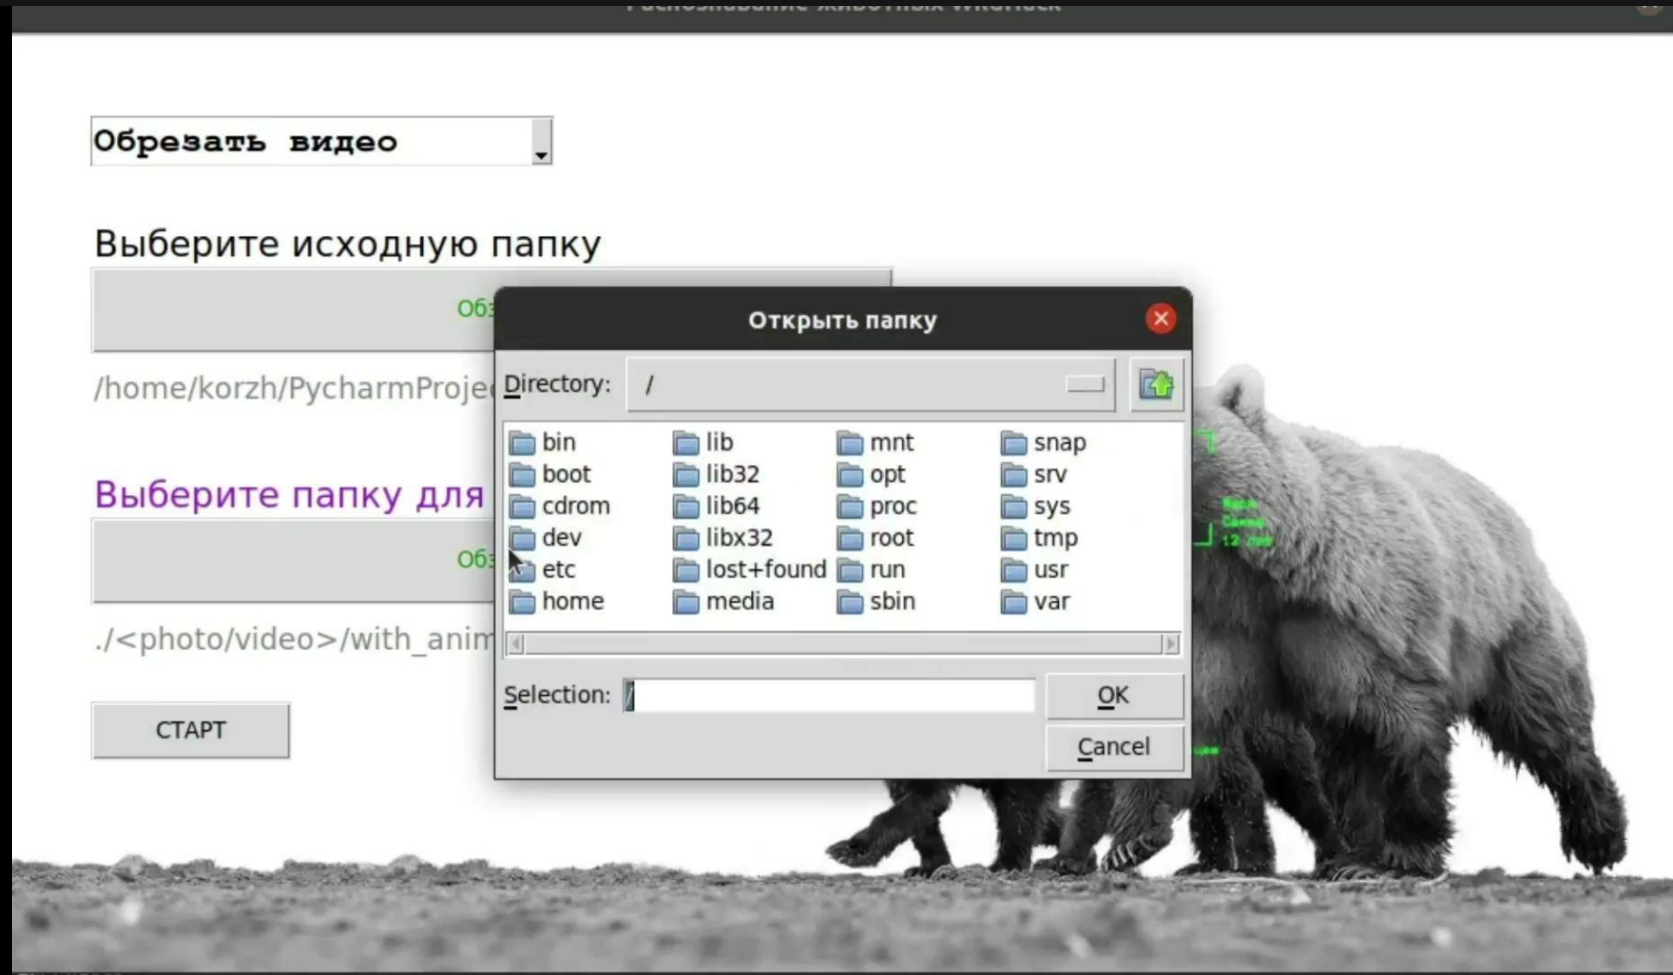 Распознавание животных
Обрезать видео
Выберите исходную папку
/home/korzh/PycharmProje
Выберите папку для
./<photo/video>/with_anim
СТАРТ
Открыть папку
Directory: /
bin lib mnt snap
boot lib32 opt srv
cdrom lib64 proc sys
dev libx32 root tmp
etc lost+found run usr
home media sbin var
Selection: /
OK
Cancel